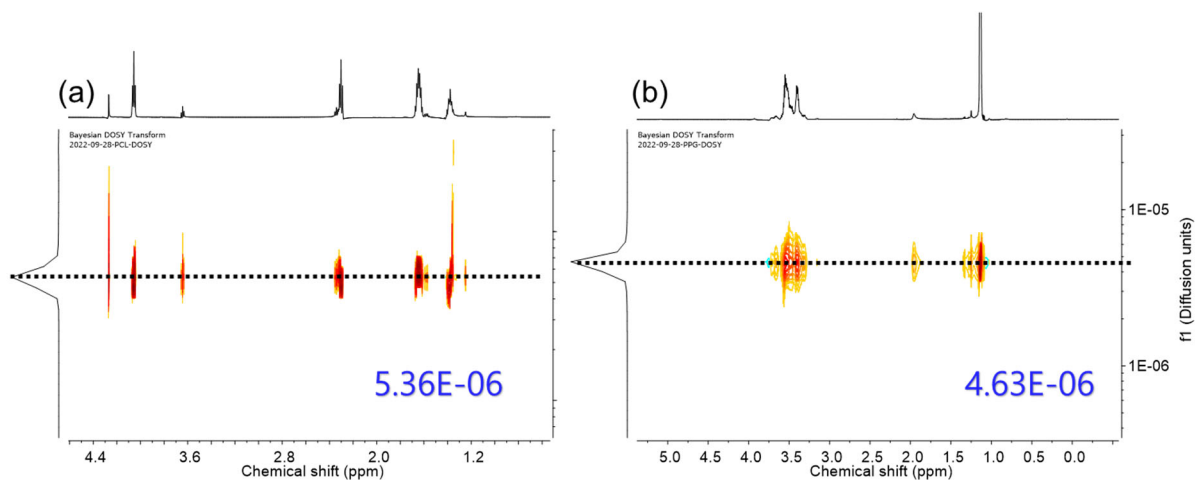 (a)
Bayesian DOSY Transform
2022-09-28-PCL-DOSY
5.36E-06
4.4 3.6 2.8 2.0 1.2
Chemical shift (ppm)
(b)
Bayesian DOSY Transform
2022-09-28-PPG-DOSY
1E-05
1E-06
f1 (Diffusion units)
4.63E-06
5.0 4.5 4.0 3.5 3.0 2.5 2.0 1.5 1.0 0.5 0.0
Chemical shift (ppm)